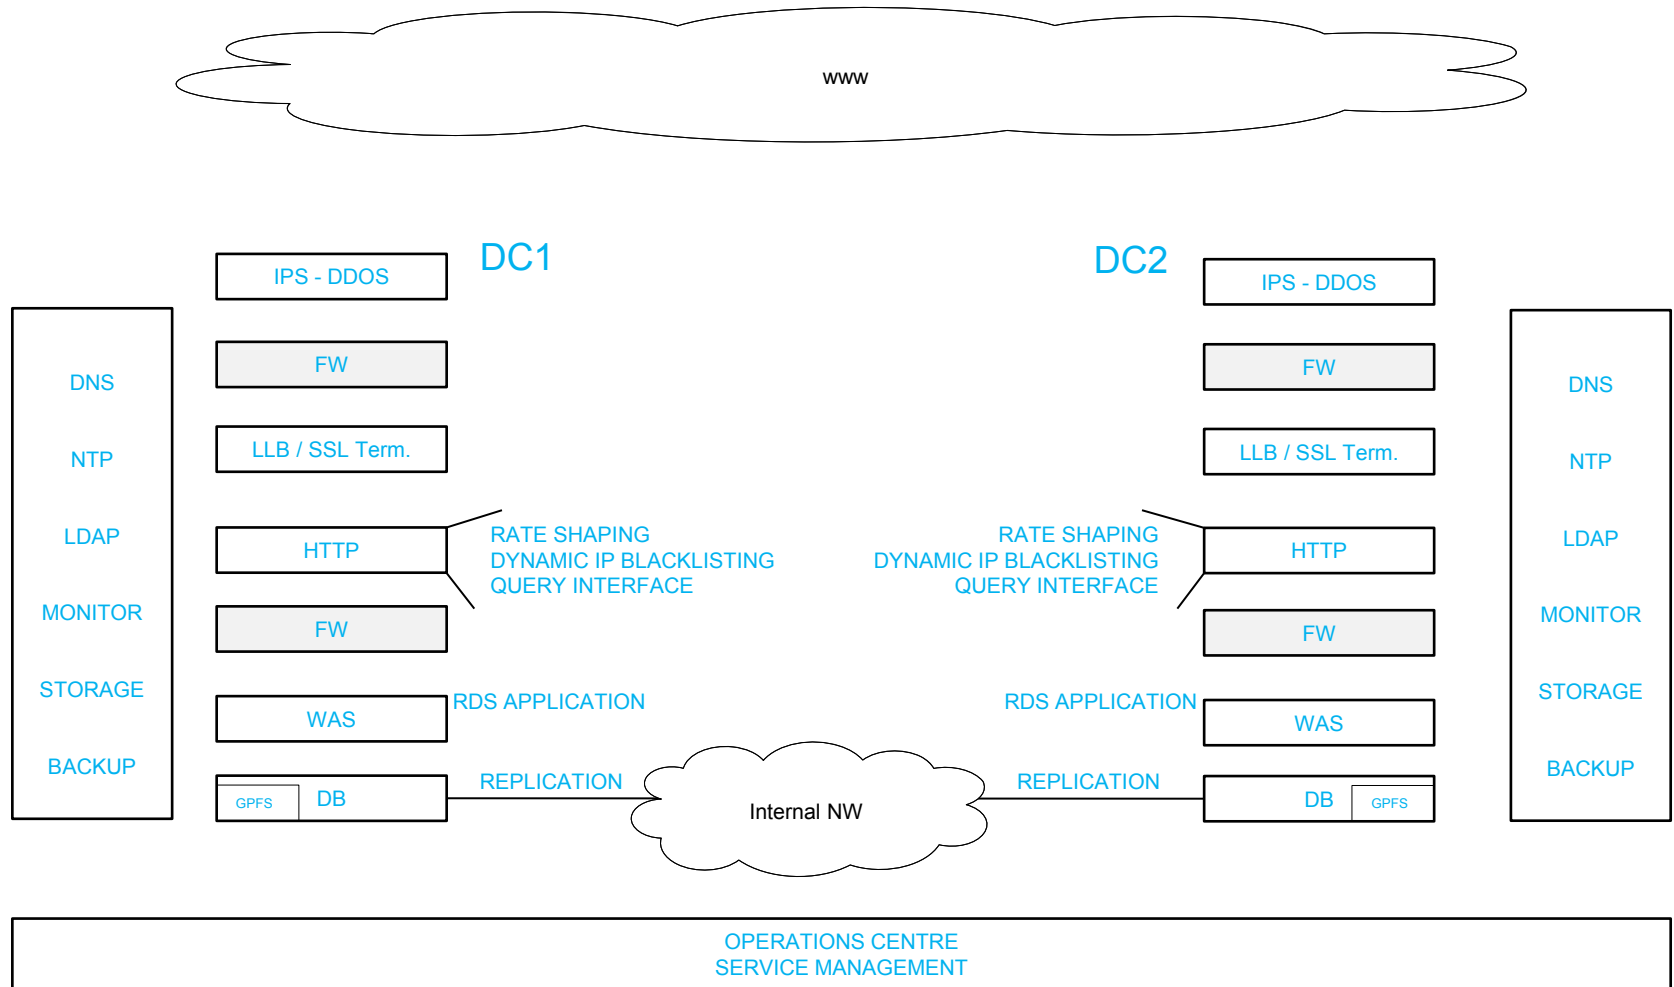 www
DC1
DC2
IPS - DDOS
IPS - DDOS
FW
FW
DNS
DNS
LLB / SSL Term.
LLB / SSL Term.
NTP
NTP
LDAP
HTTP
RATE SHAPING
DYNAMIC IP BLACKLISTING
QUERY INTERFACE
RATE SHAPING
DYNAMIC IP BLACKLISTING
QUERY INTERFACE
HTTP
LDAP
MONITOR
FW
FW
MONITOR
STORAGE
WAS
RDS APPLICATION
RDS APPLICATION
WAS
STORAGE
BACKUP
GPFS
DB
REPLICATION
Internal NW
REPLICATION
DB
GPFS
BACKUP
OPERATIONS CENTRE
SERVICE MANAGEMENT